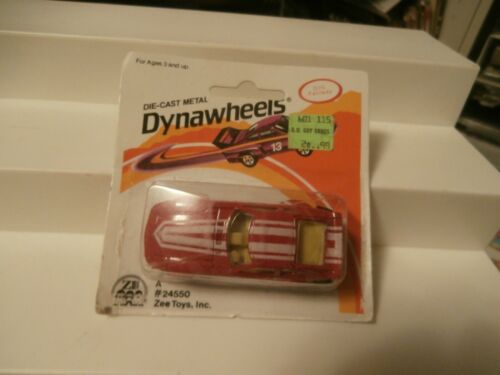 For Ages 3 and up.
DIE-CAST METAL
Dynawheels®
13
A
#24550
Zee Toys, Inc.